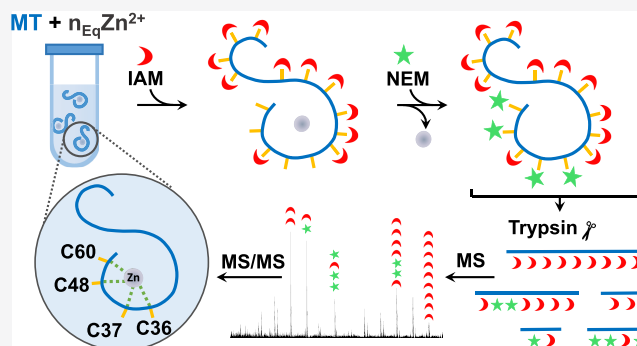 MT + nEqZn2+
IAM
NEM
Trypsin
MS/MS
MS
C60
Zn
C48
C37
C36